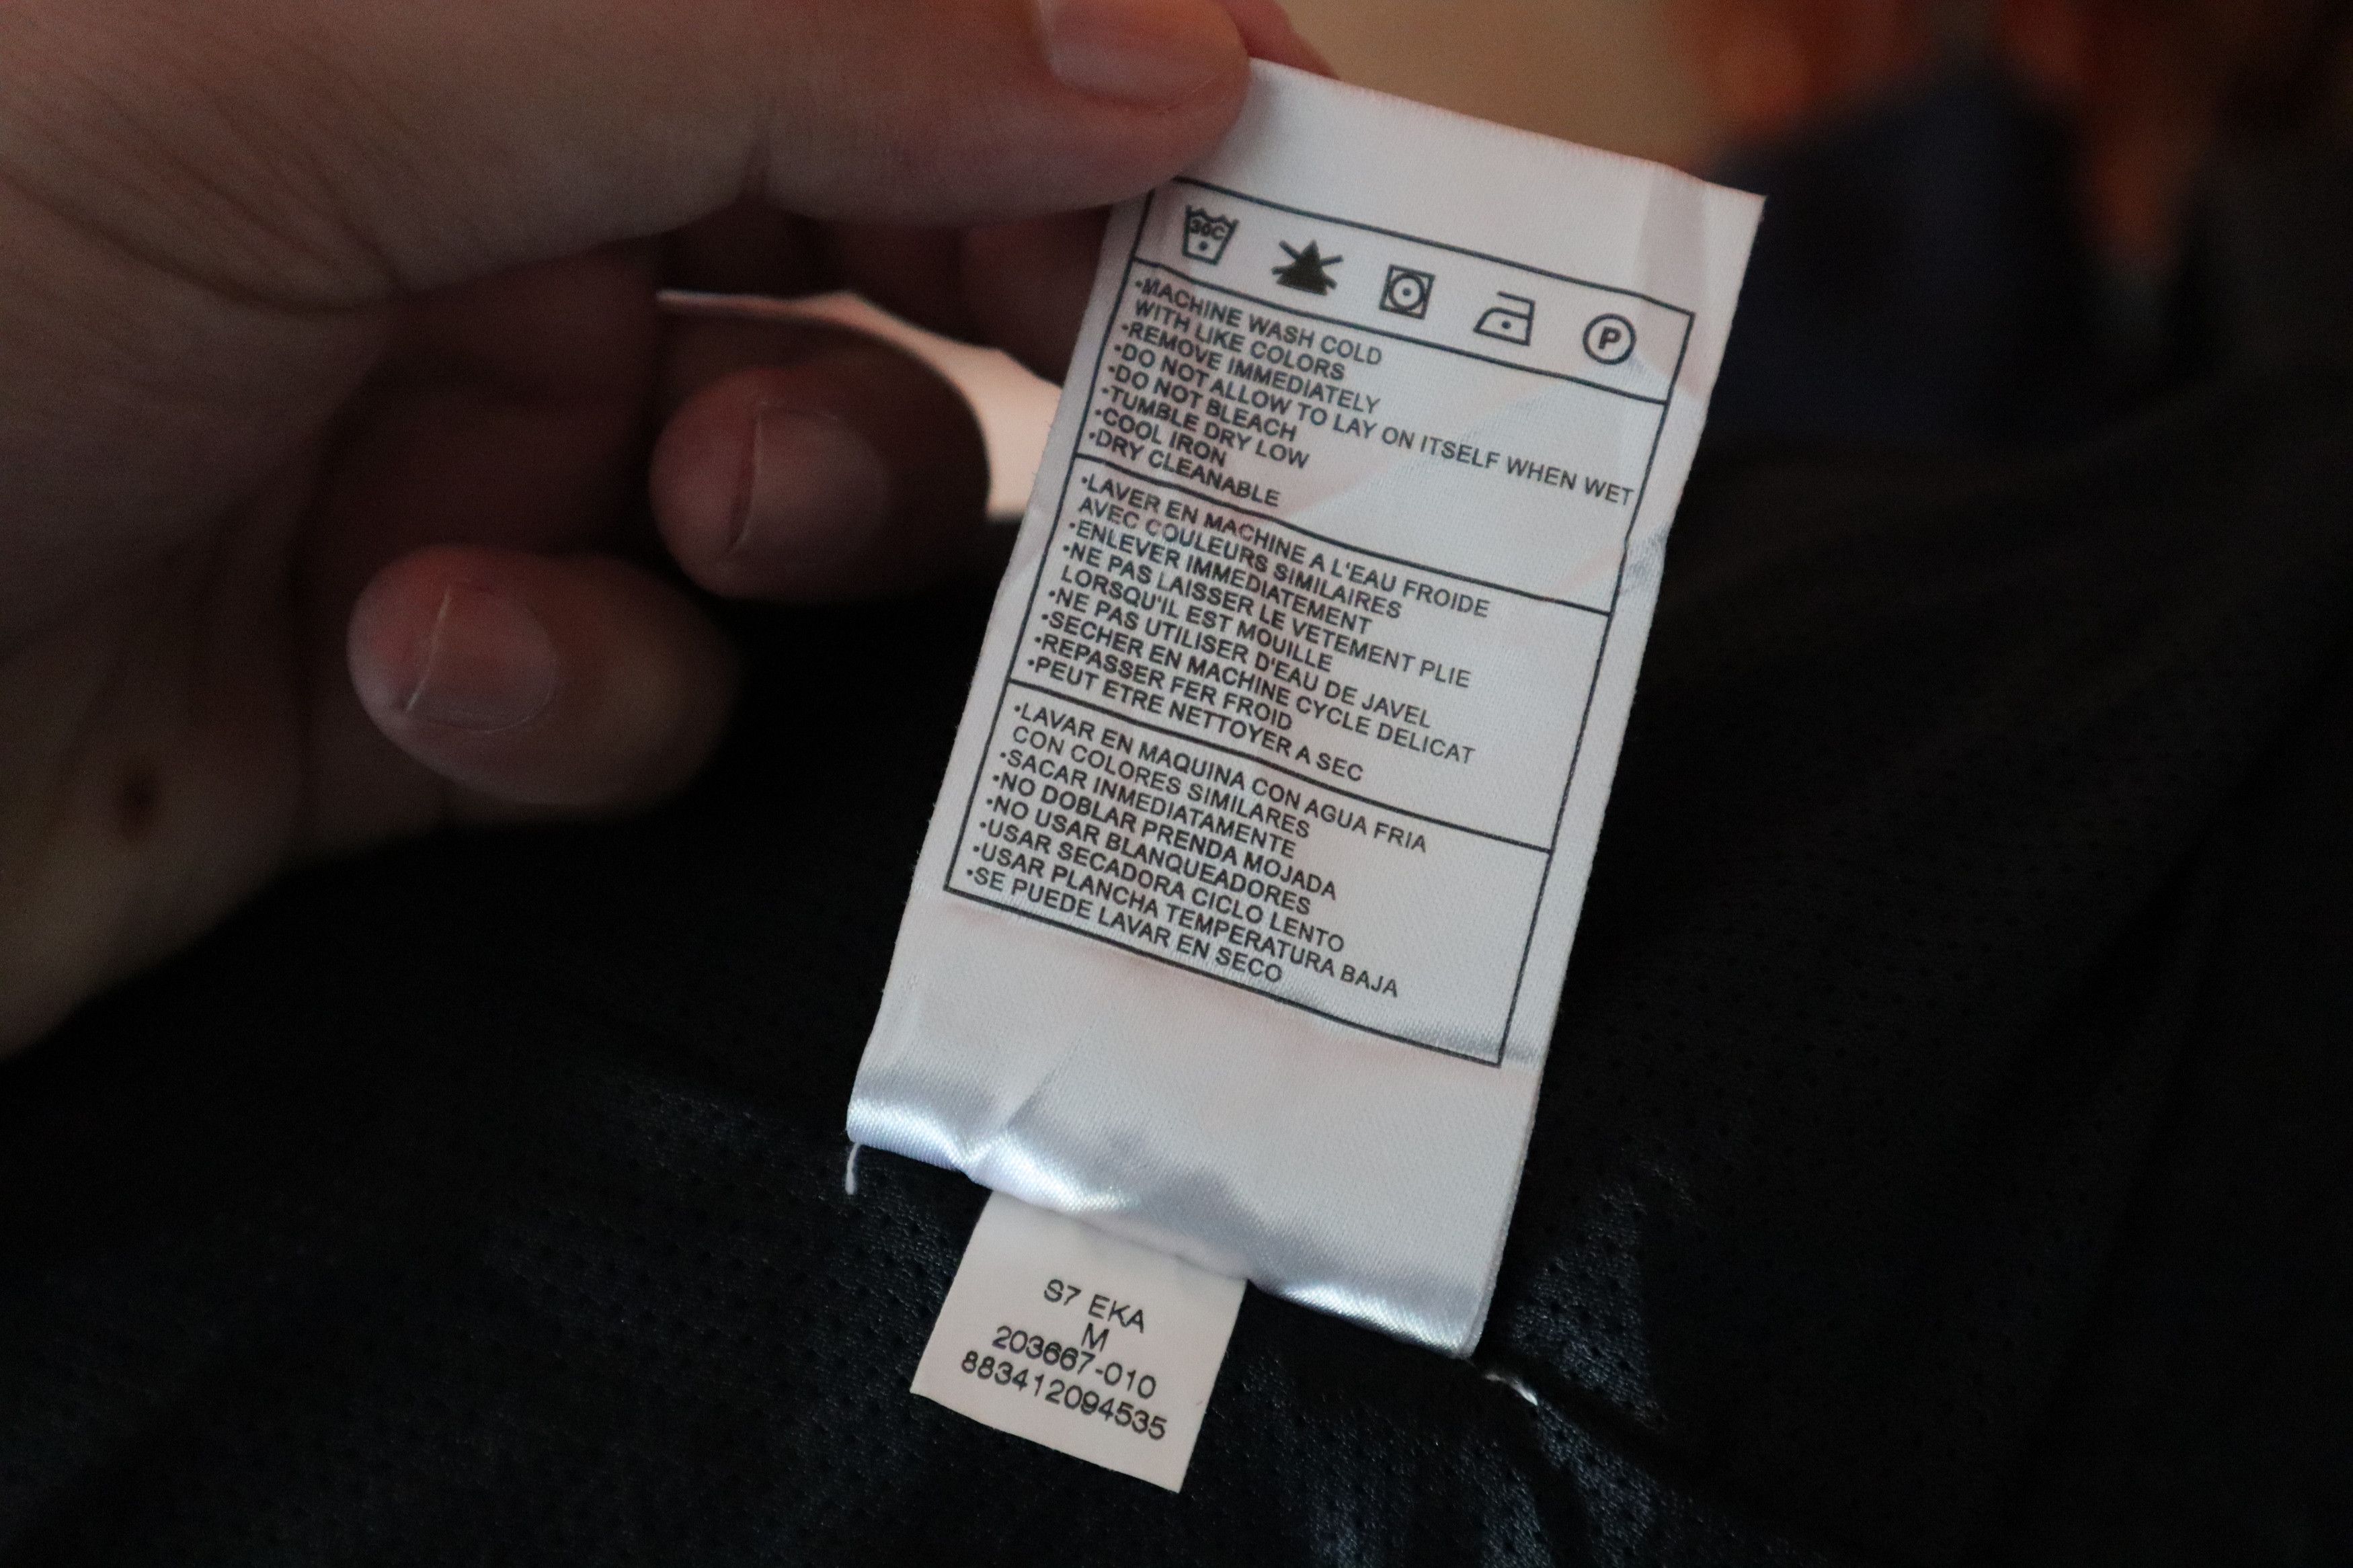 30C
P
•MACHINE WASH COLD
WITH LIKE COLORS
•REMOVE IMMEDIATELY
•DO NOT ALLOW TO LAY ON ITSELF WHEN WET
•DO NOT BLEACH
•TUMBLE DRY LOW
•COOL IRON
•DRY CLEANABLE
•LAVER EN MACHINE A L'EAU FROIDE
AVEC COULEURS SIMILAIRES
•ENLEVER IMMEDIATEMENT
•NE PAS LAISSER LE VETEMENT PLIE
LORSQU'IL EST MOUILLE
•NE PAS UTILISER D'EAU DE JAVEL
•SECHER EN MACHINE CYCLE DELICAT
•REPASSER FER FROID
•PEUT ETRE NETTOYER A SEC
•LAVAR EN MAQUINA CON AGUA FRIA
CON COLORES SIMILARES
•SACAR INMEDIATAMENTE
•NO DOBLAR PRENDA MOJADA
•NO USAR BLANQUEADORES
•USAR SECADORA CICLO LENTO
•USAR PLANCHA TEMPERATURA BAJA
•SE PUEDE LAVAR EN SECO
S7 EKA
M
203667-010
883412094535